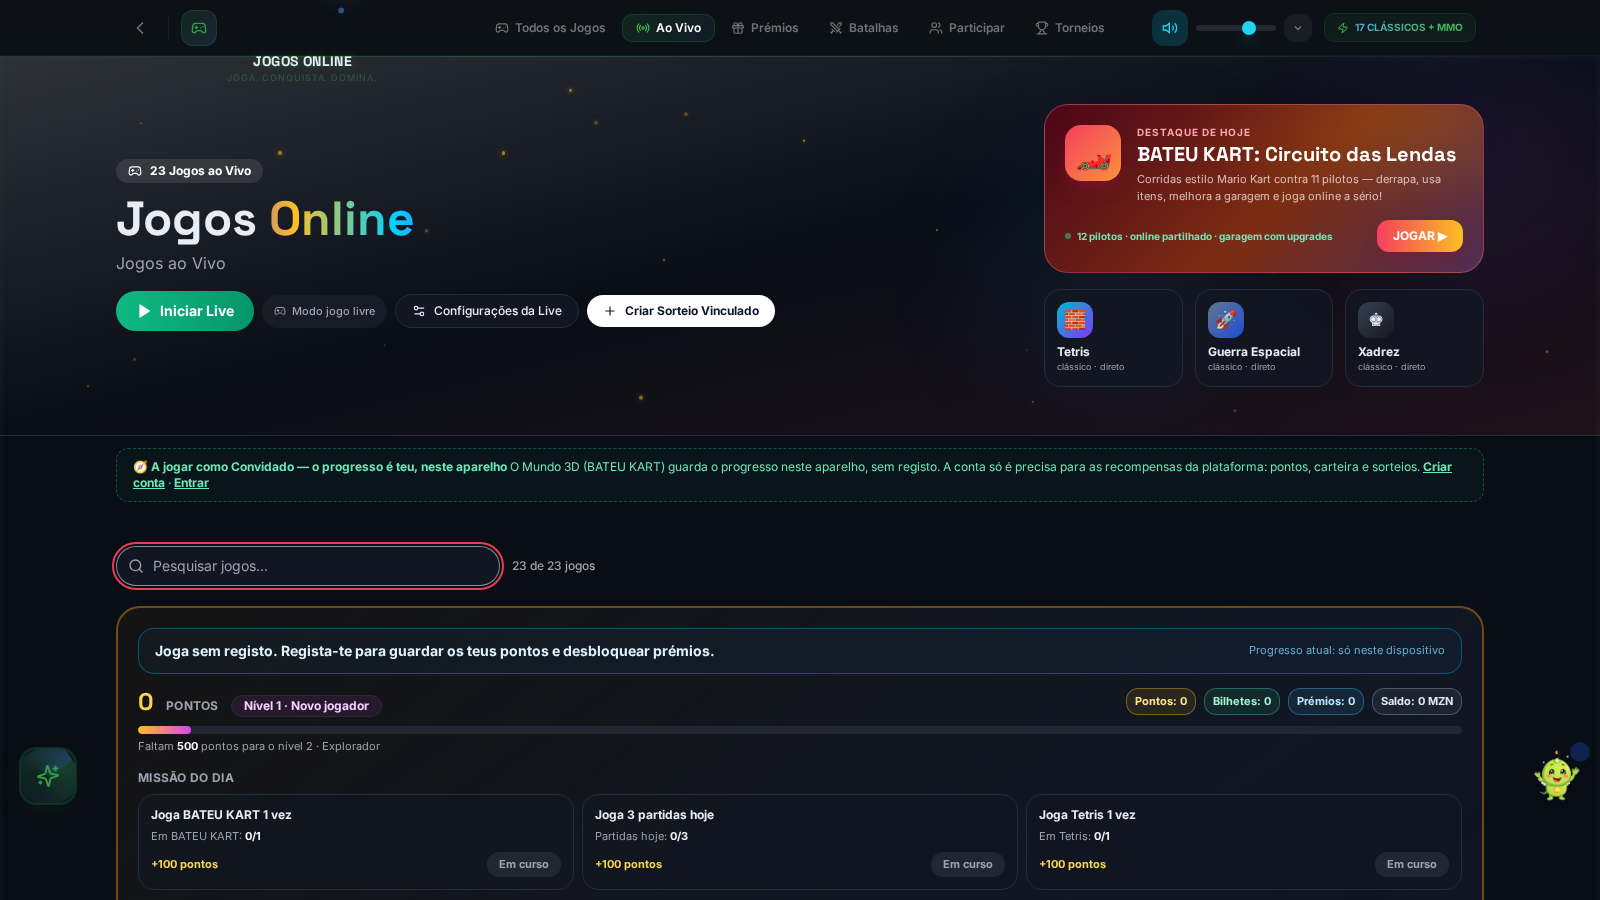 Todos os Jogos
Ao Vivo
Prémios
Batalhas
Participar
Torneios
17 CLÁSSICOS + MMO
JOGOS ONLINE
JOGA. CONQUISTA. DOMINA.
23 Jogos ao Vivo
Jogos Online
Jogos ao Vivo
Iniciar Live
Modo jogo livre
Configurações da Live
Criar Sorteio Vinculado
DESTAQUE DE HOJE
BATEU KART: Circuito das Lendas
Corridas estilo Mario Kart contra 11 pilotos — derrapa, usa
itens, melhora a garagem e joga online a sério!
12 pilotos · online partilhado · garagem com upgrades
JOGAR ▶
Tetris
clássico · direto
Guerra Espacial
clássico · direto
Xadrez
clássico · direto
🧭 A jogar como Convidado — o progresso é teu, neste aparelho O Mundo 3D (BATEU KART) guarda o progresso neste aparelho, sem registo. A conta só é precisa para as recompensas da plataforma: pontos, carteira e sorteios. Criar
conta · Entrar
Pesquisar jogos...
23 de 23 jogos
Joga sem registo. Regista-te para guardar os teus pontos e desbloquear prémios.
Progresso atual: só neste dispositivo
0 PONTOS
Nível 1 · Novo jogador
Pontos: 0
Bilhetes: 0
Prémios: 0
Saldo: 0 MZN
Faltam 500 pontos para o nível 2 · Explorador
MISSÃO DO DIA
Joga BATEU KART 1 vez
Em BATEU KART: 0/1
+100 pontos
Em curso
Joga 3 partidas hoje
Partidas hoje: 0/3
+100 pontos
Em curso
Joga Tetris 1 vez
Em Tetris: 0/1
+100 pontos
Em curso